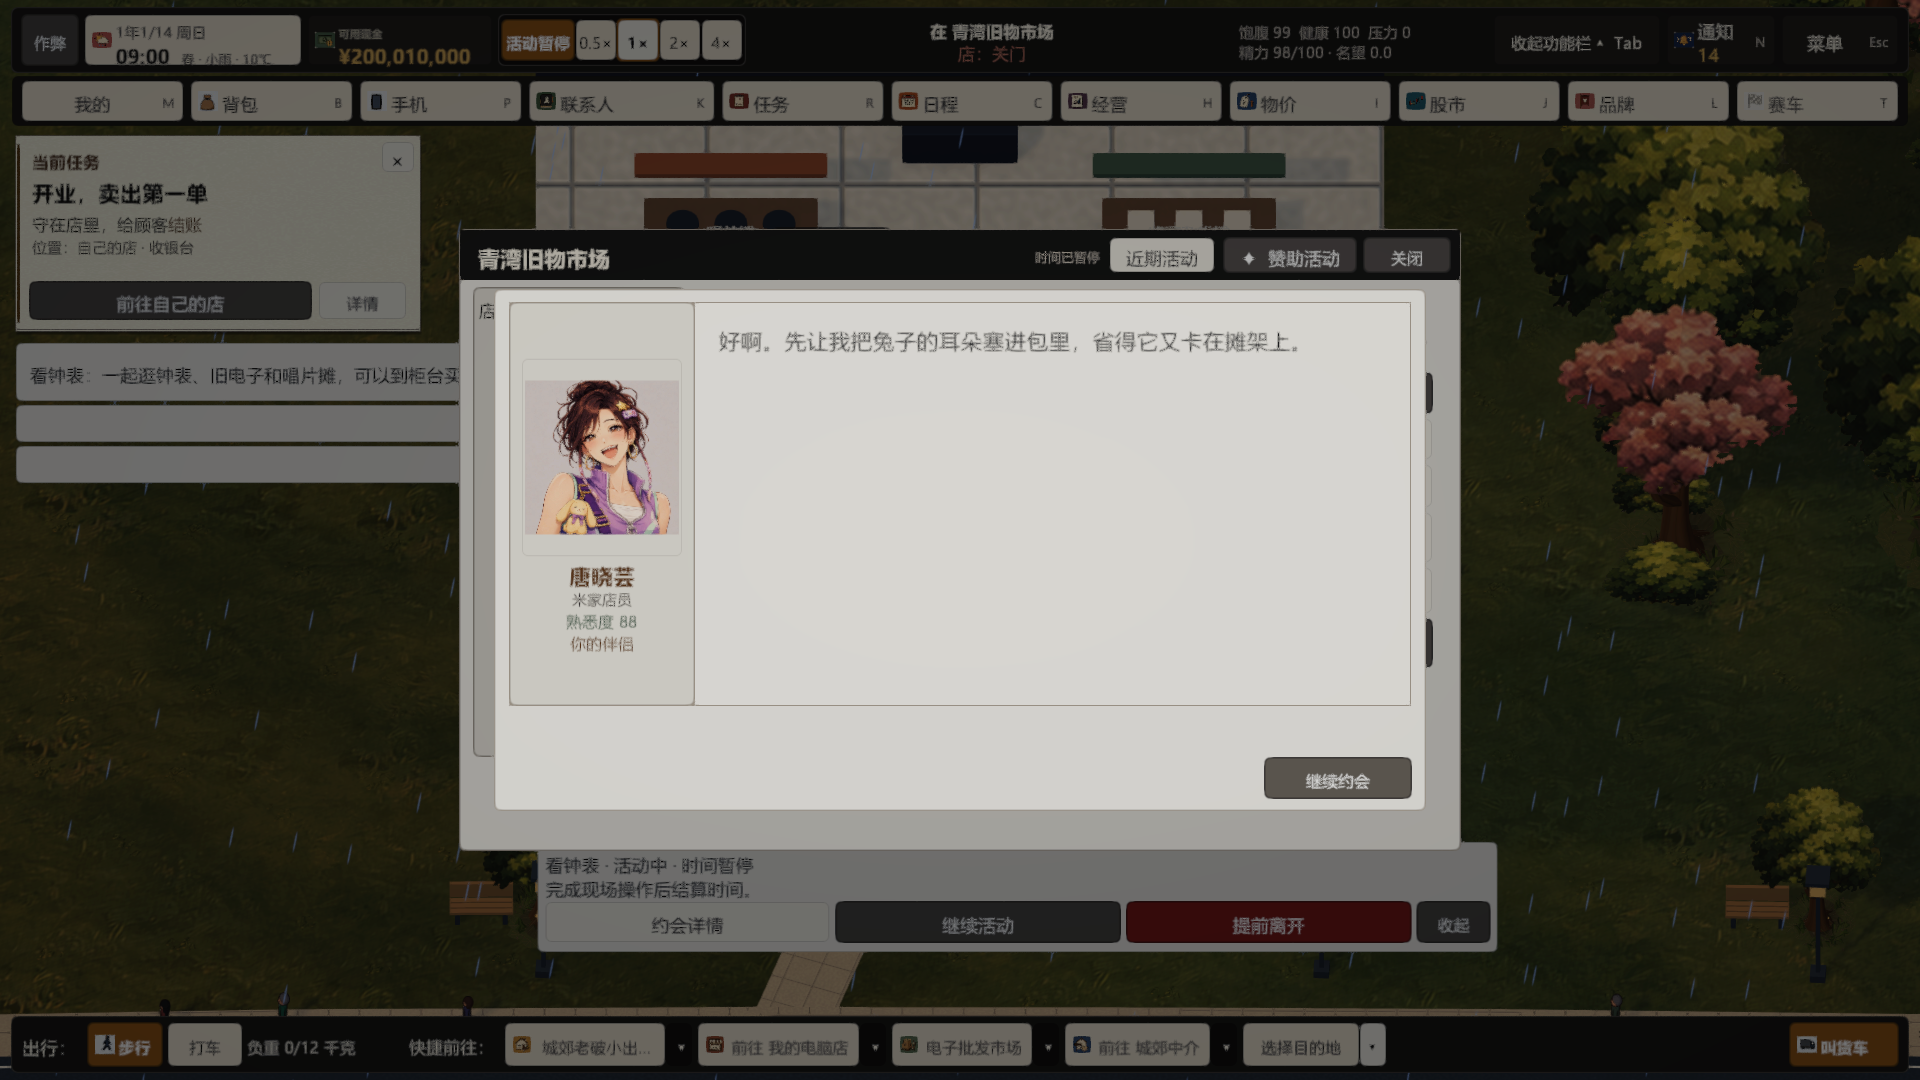 作弊
1年1/14 周日
09:00 春·小雨·10℃
可用现金
¥200,010,000
活动暂停 0.5× 1× 2× 4×
在 青湾旧物市场
店：关门
饱腹 99 健康 100 压力 0
精力 98/100 · 名望 0.0
收起功能栏 ▴ Tab
通知 14 N
菜单 Esc
我的 M
背包 B
手机 P
联系人 K
任务 R
日程 C
经营 H
物价 I
股市 J
品牌 L
赛车 T
当前任务 ×
开业，卖出第一单
守在店里，给顾客结账
位置：自己的店 · 收银台
前往自己的店 详情
看钟表：一起逛钟表、旧电子和唱片摊，可以到柜台买
青湾旧物市场
时间已暂停 近期活动 ✦ 赞助活动 关闭
店
好啊。先让我把兔子的耳朵塞进包里，省得它又卡在摊架上。
唐晓芸
米家店员
熟悉度 88
你的伴侣
继续约会
看钟表 · 活动中 · 时间暂停
完成现场操作后结算时间。
约会详情 继续活动 提前离开 收起
出行： 步行 打车 负重 0/12 千克 快捷前往： 城郊老破小出... ▾ 前往 我的电脑店 ▾ 电子批发市场 ▾ 前往 城郊中介 ▾ 选择目的地 ▾ 叫货车